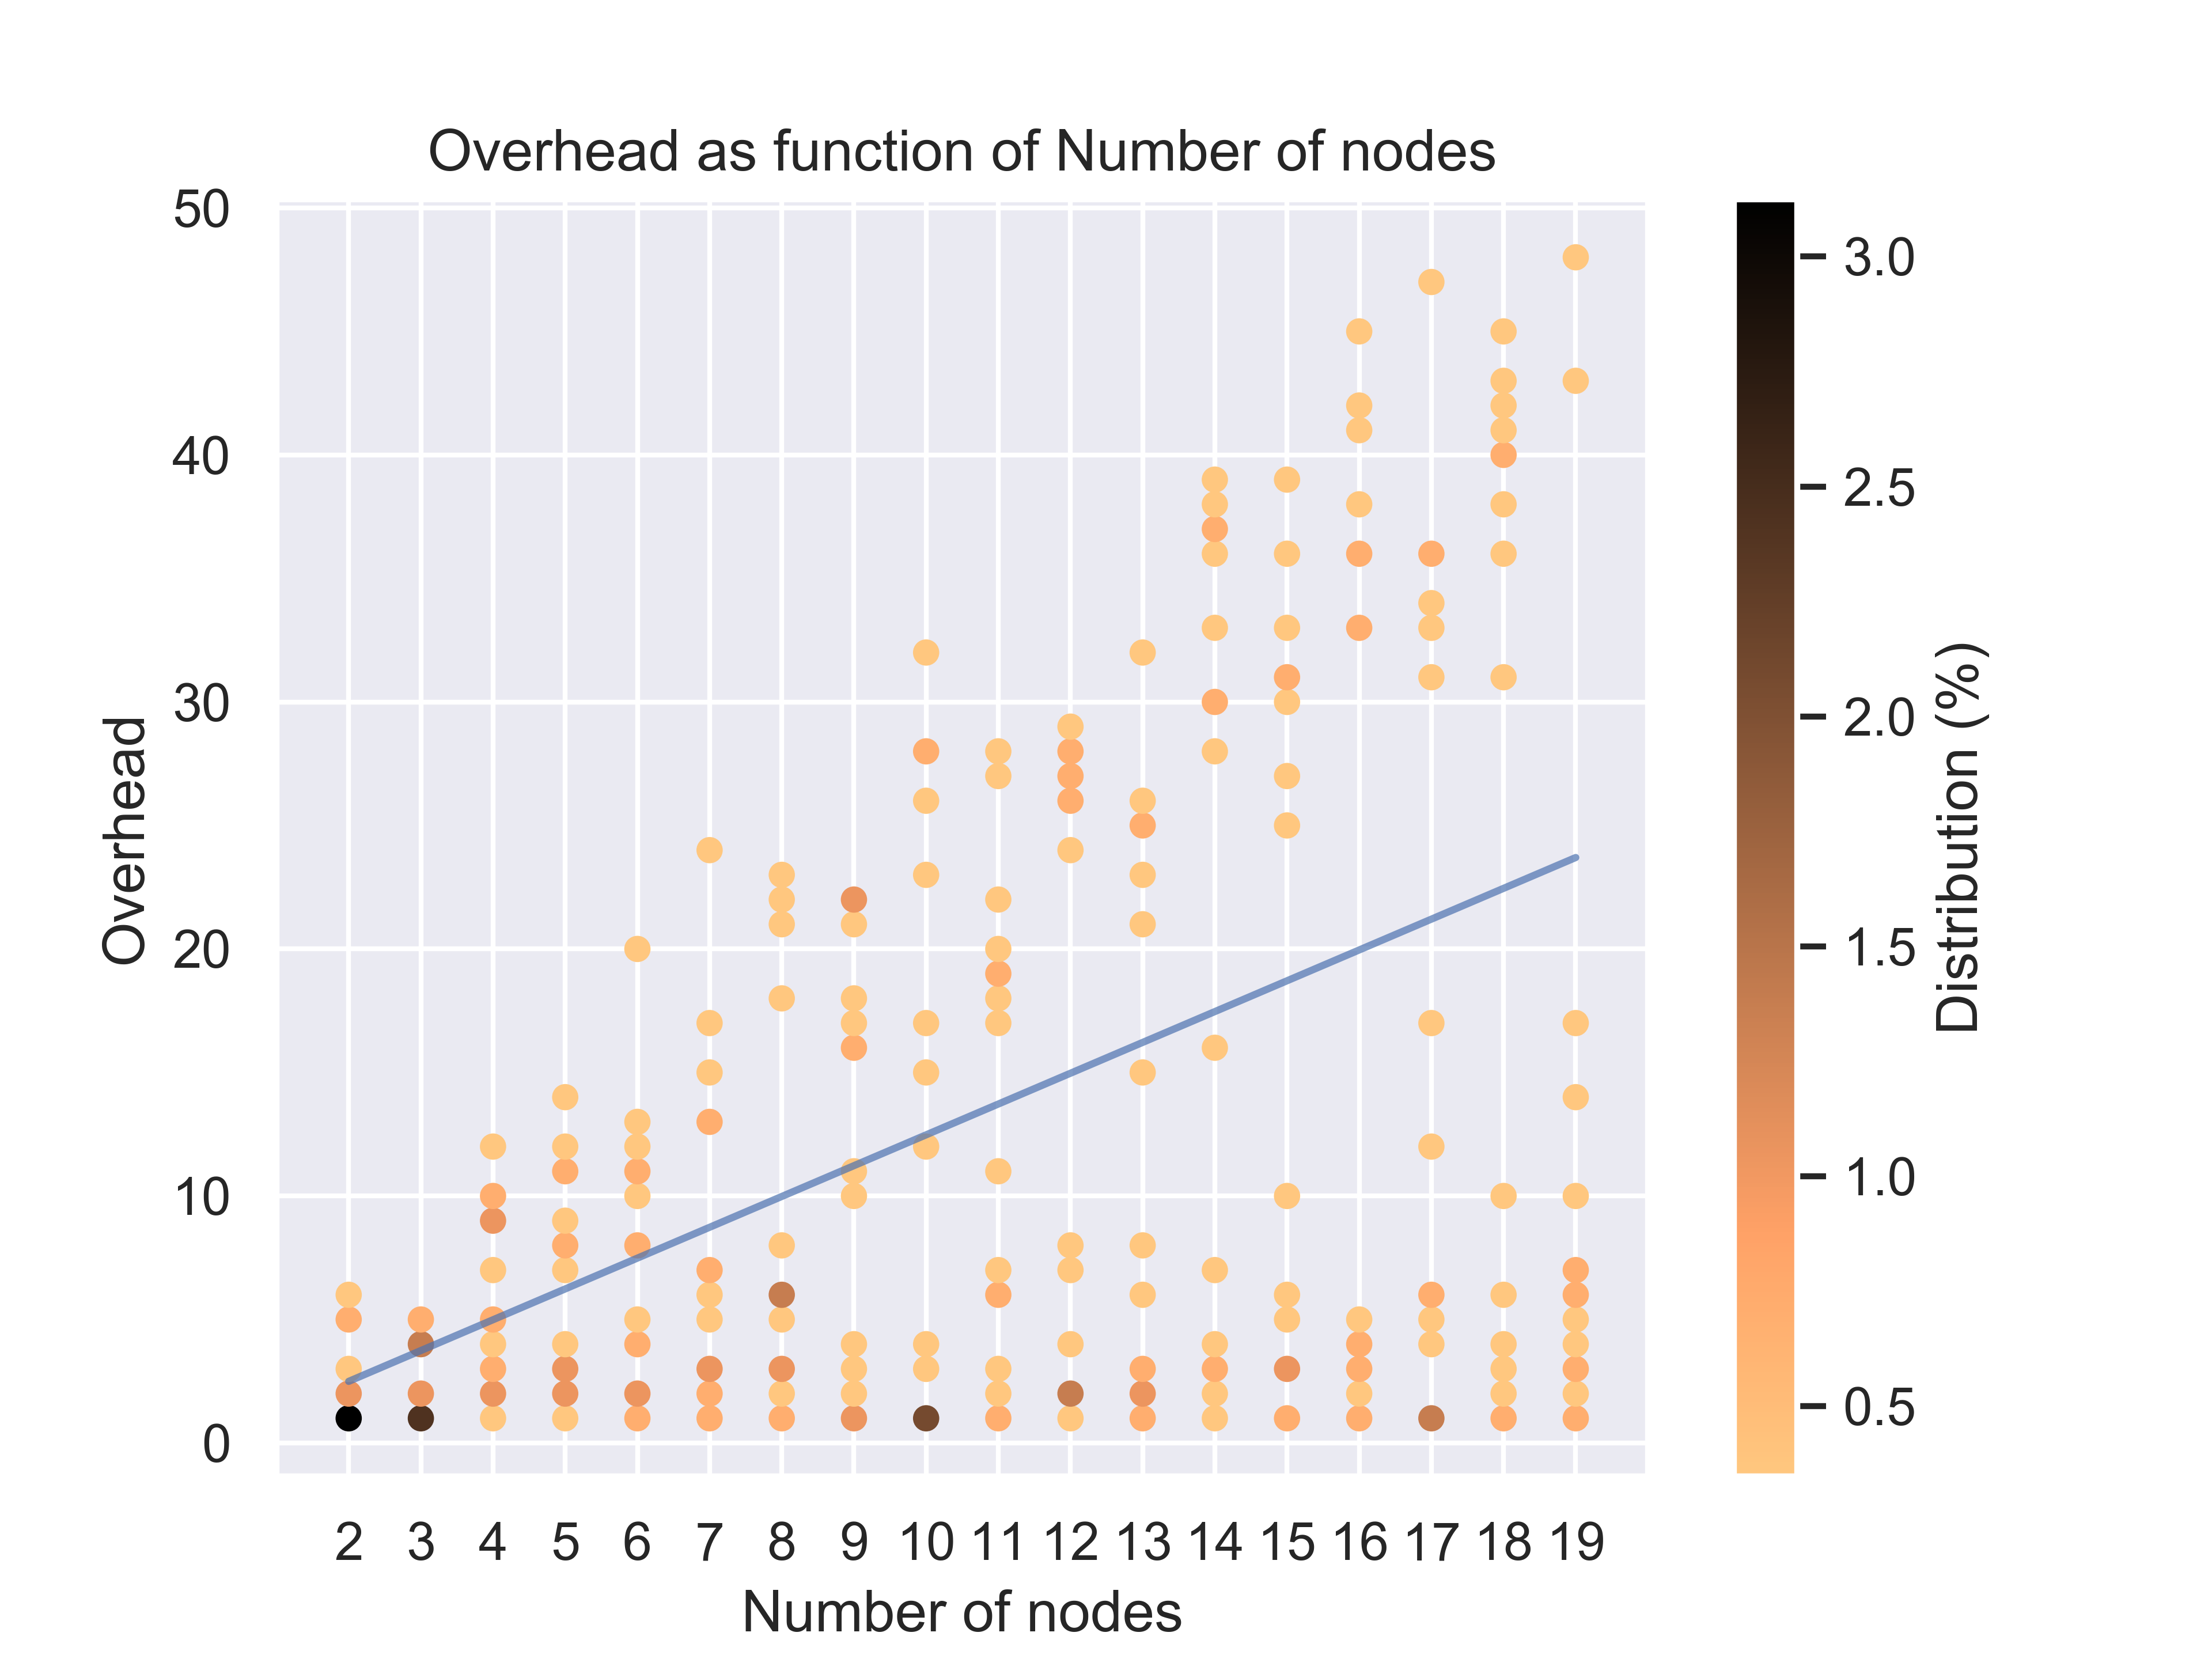 Overhead as function of Number of nodes
50
40
30
20
10
0
Overhead
2 3 4 5 6 7 8 9 10 11 12 13 14 15 16 17 18 19
Number of nodes
3.0
2.5
2.0
1.5
1.0
0.5
Distribution (%)